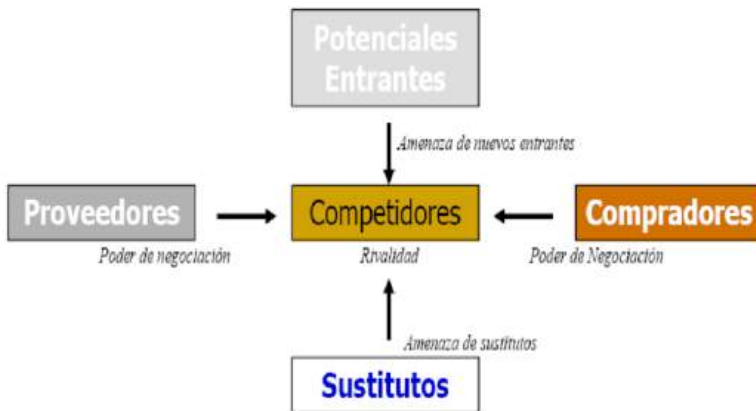 Potenciales
Entrantes
Amenaza de nuevos entrantes
Proveedores
Competidores
Compradores
Poder de negociación
Rivalidad
Poder de Negociación
Amenaza de sustitutos
Sustitutos